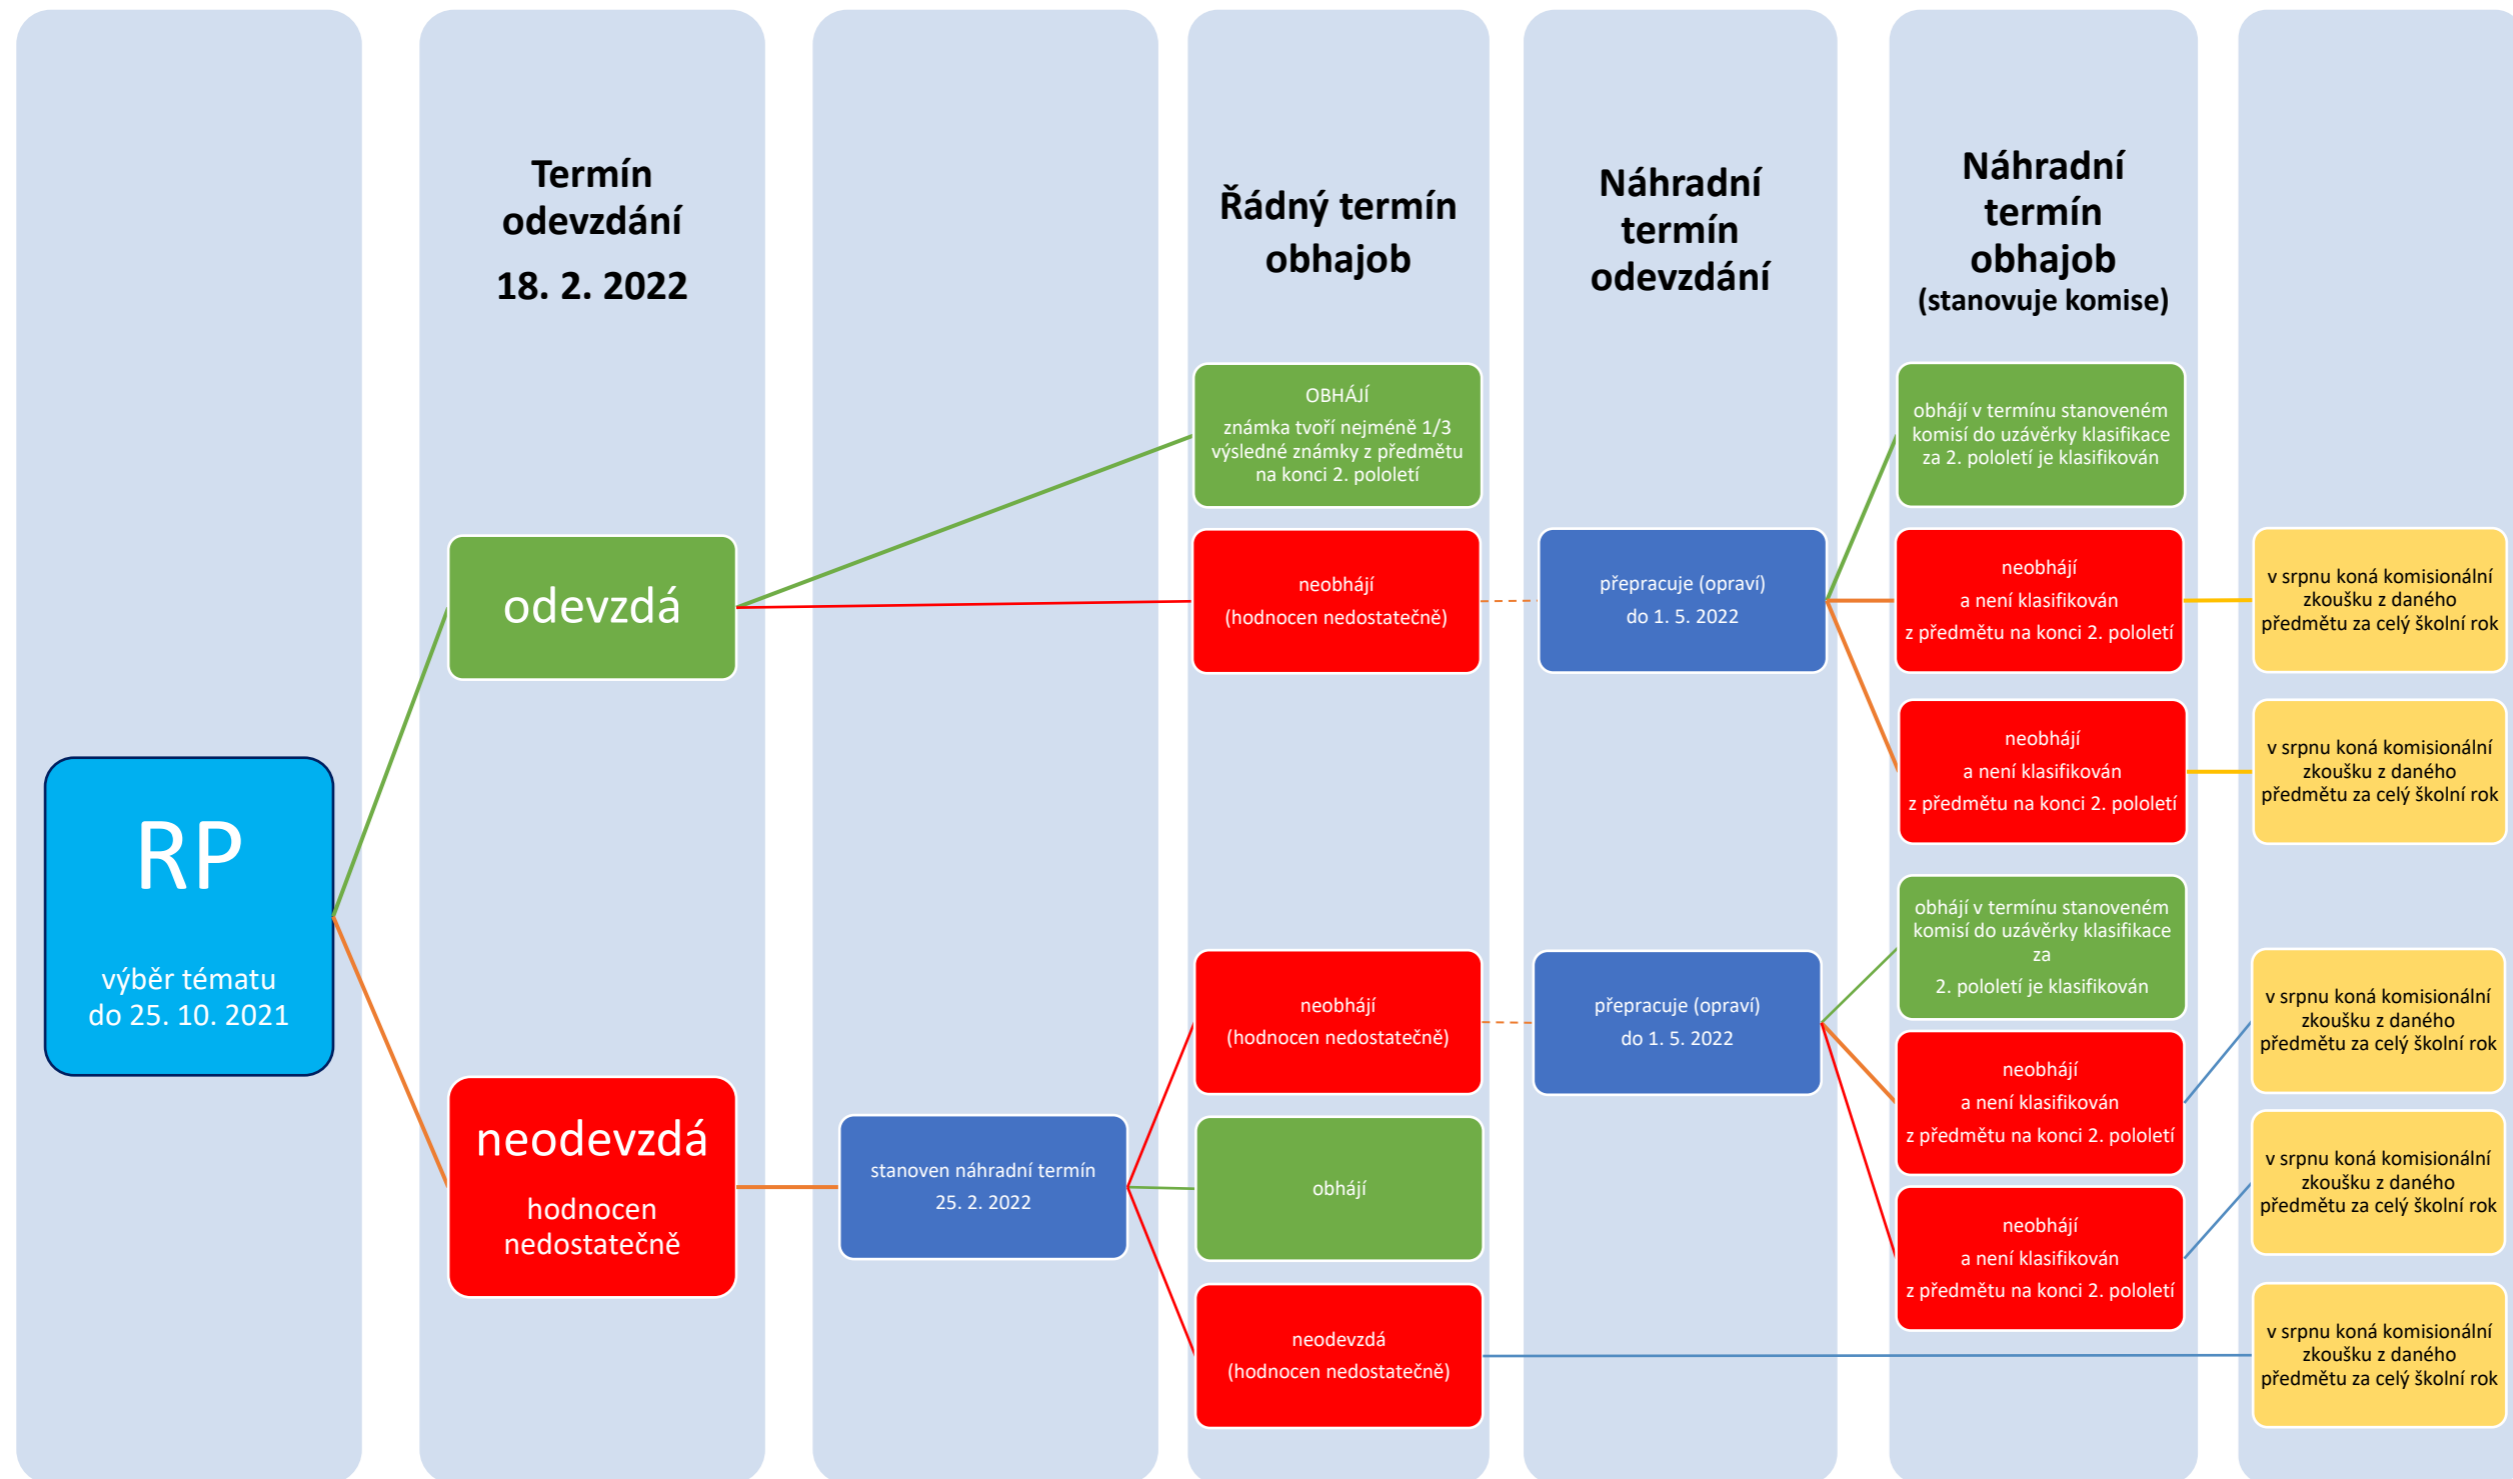 Termín
odevzdání
18. 2. 2022
Řádný termín
obhajob
Náhradní
termín
odevzdání
Náhradní
termín
obhajob
(stanovuje komise)
RP
výběr tématu
do 25. 10. 2021
odevzdá
neodevzdá
hodnocen
nedostatečně
stanoven náhradní termín
25. 2. 2022
OBHÁJÍ
známka tvoří nejméně 1/3
výsledné známky z předmětu
na konci 2. pololetí
neobhájí
(hodnocen nedostatečně)
neobhájí
(hodnocen nedostatečně)
obhájí
neodevzdá
(hodnocen nedostatečně)
přepracuje (opraví)
do 1. 5. 2022
přepracuje (opraví)
do 1. 5. 2022
obhájí v termínu stanoveném
komisí do uzávěrky klasifikace
za 2. pololetí je klasifikován
neobhájí
a není klasifikován
z předmětu na konci 2. pololetí
neobhájí
a není klasifikován
z předmětu na konci 2. pololetí
obhájí v termínu stanoveném
komisí do uzávěrky klasifikace
za
2. pololetí je klasifikován
neobhájí
a není klasifikován
z předmětu na konci 2. pololetí
neobhájí
a není klasifikován
z předmětu na konci 2. pololetí
v srpnu koná komisionální
zkoušku z daného
předmětu za celý školní rok
v srpnu koná komisionální
zkoušku z daného
předmětu za celý školní rok
v srpnu koná komisionální
zkoušku z daného
předmětu za celý školní rok
v srpnu koná komisionální
zkoušku z daného
předmětu za celý školní rok
v srpnu koná komisionální
zkoušku z daného
předmětu za celý školní rok